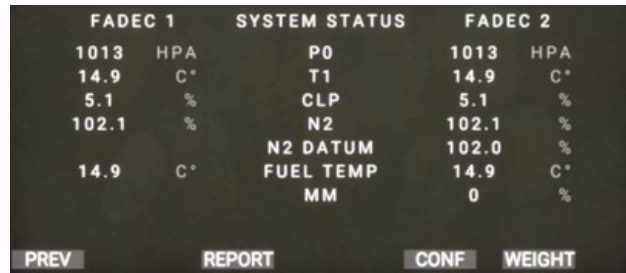 FADEC 1 SYSTEM STATUS FADEC 2
1013 HPA P0 1013 HPA
14.9 C° T1 14.9 C°
5.1 % CLP 5.1 %
102.1 % N2 102.1 %
N2 DATUM 102.0 %
14.9 C° FUEL TEMP 14.9 C°
MM 0 %
PREV REPORT CONF WEIGHT